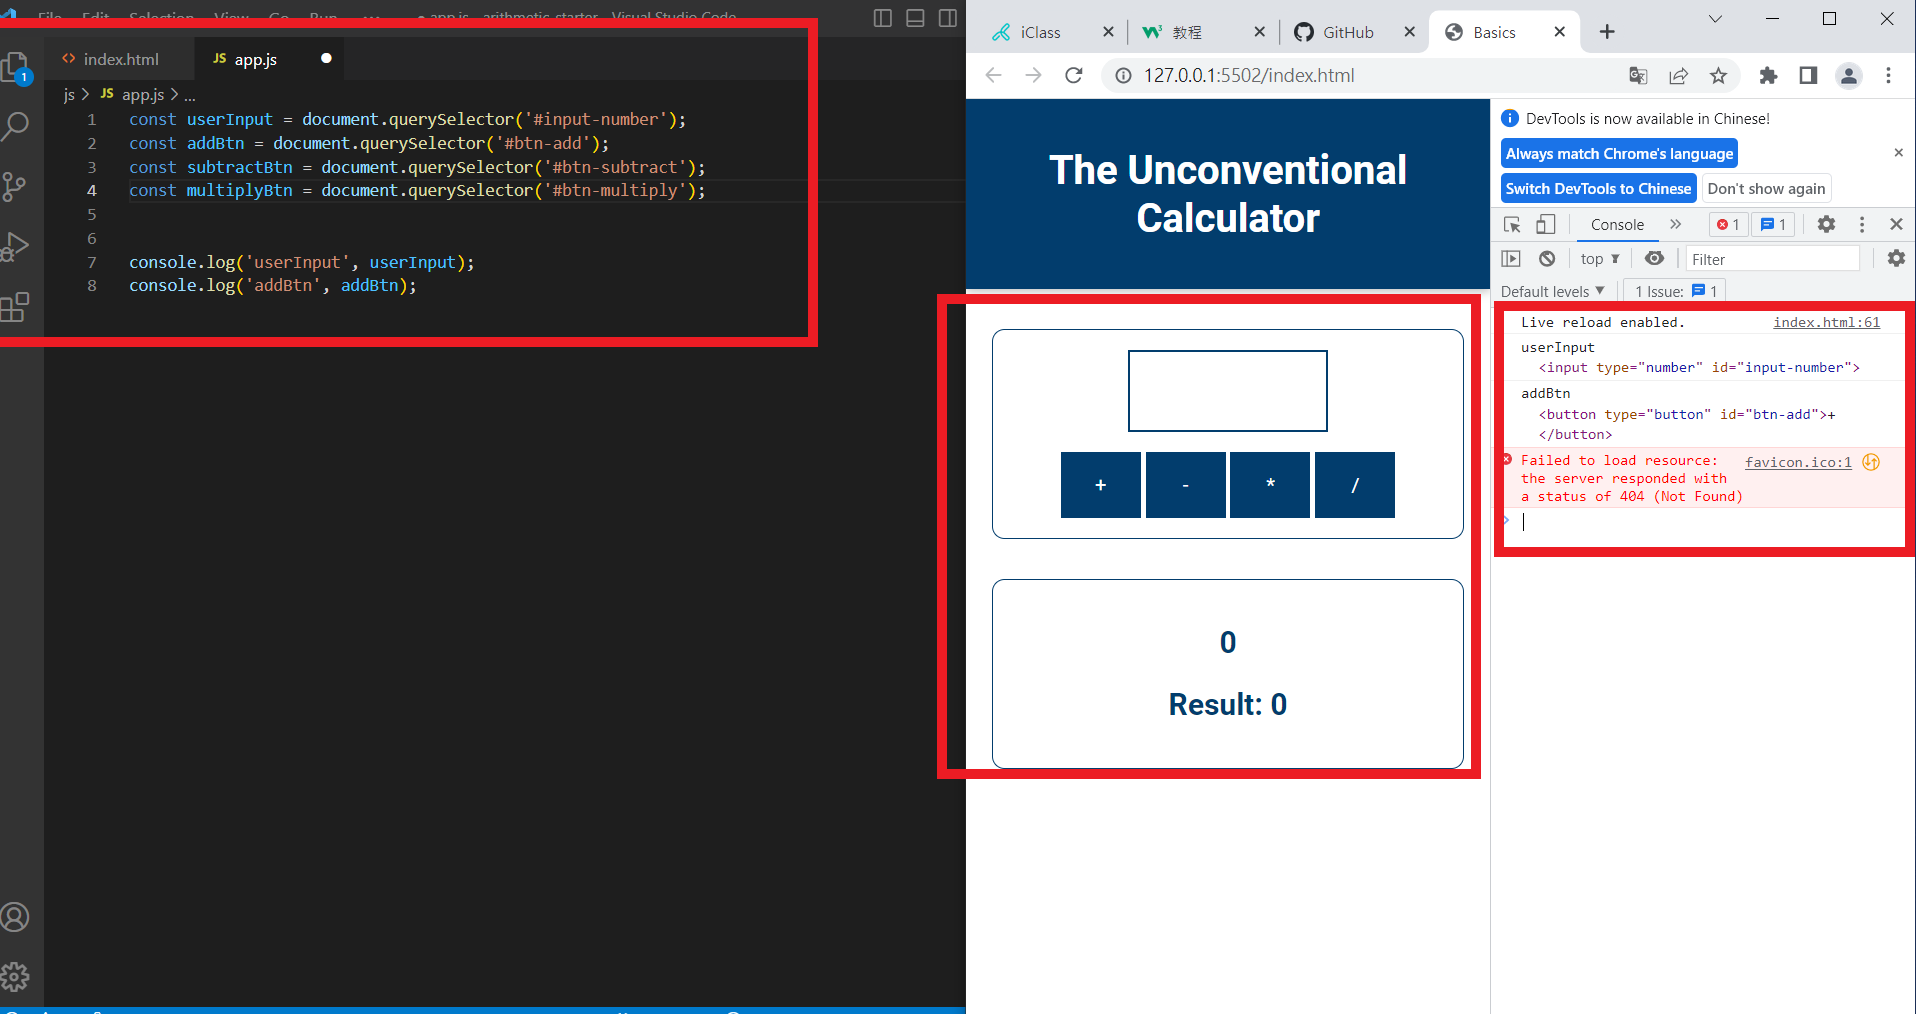 File Edit Selection View Go Run ... ● app.js - arithmetic-starter - Visual Studio Code
1
<> index.html
JS app.js ●
js > JS app.js > ...
1 const userInput = document.querySelector('#input-number');
2 const addBtn = document.querySelector('#btn-add');
3 const subtractBtn = document.querySelector('#btn-subtract');
4 const multiplyBtn = document.querySelector('#btn-multiply');
5
6
7 console.log('userInput', userInput);
8 console.log('addBtn', addBtn);
iClass
教程
GitHub
Basics
127.0.0.1:5502/index.html
The Unconventional
Calculator
+ - * /
0
Result: 0
DevTools is now available in Chinese!
Always match Chrome's language
Switch DevTools to Chinese Don't show again
Console » 1 1
top Filter
Default levels 1 Issue: 1
Live reload enabled. index.html:61
userInput
<input type="number" id="input-number">
addBtn
<button type="button" id="btn-add">+
</button>
Failed to load resource: favicon.ico:1
the server responded with
a status of 404 (Not Found)